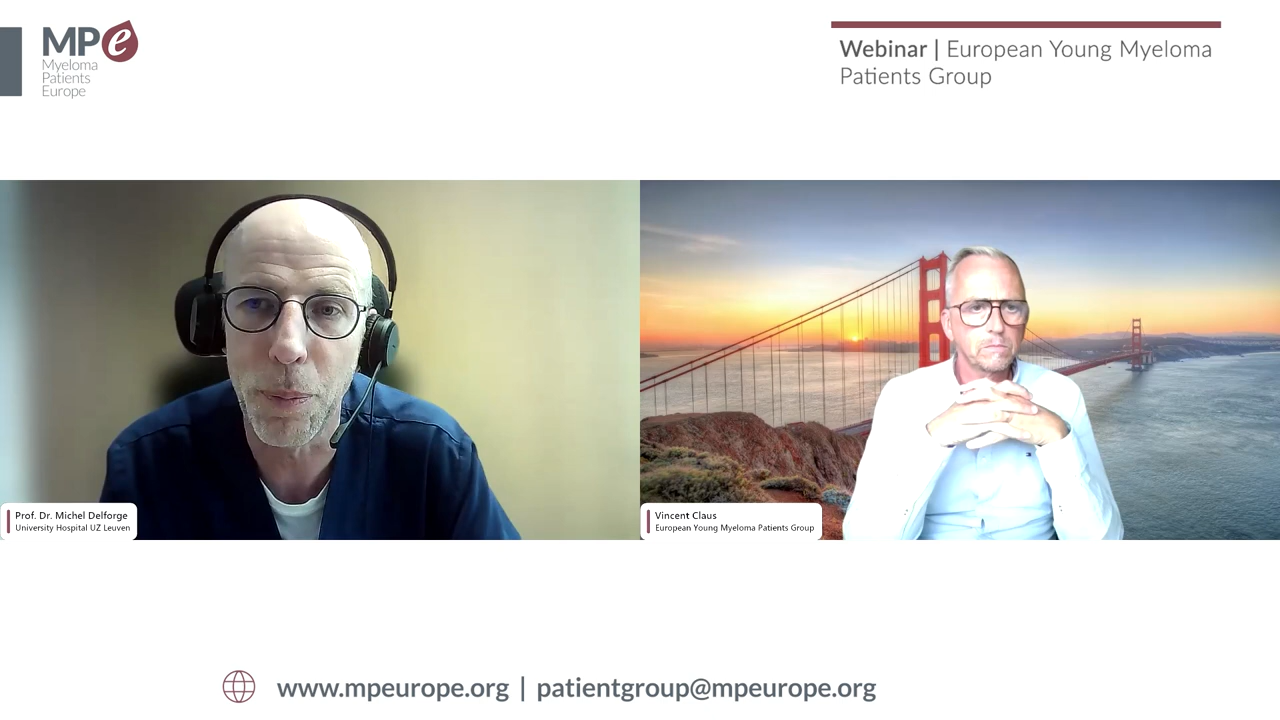 MPe
Myeloma
Patients
Europe
Webinar | European Young Myeloma
Patients Group
Prof. Dr. Michel Delforge
University Hospital UZ Leuven
Vincent Claus
European Young Myeloma Patients Group
www.mpeurope.org | patientgroup@mpeurope.org